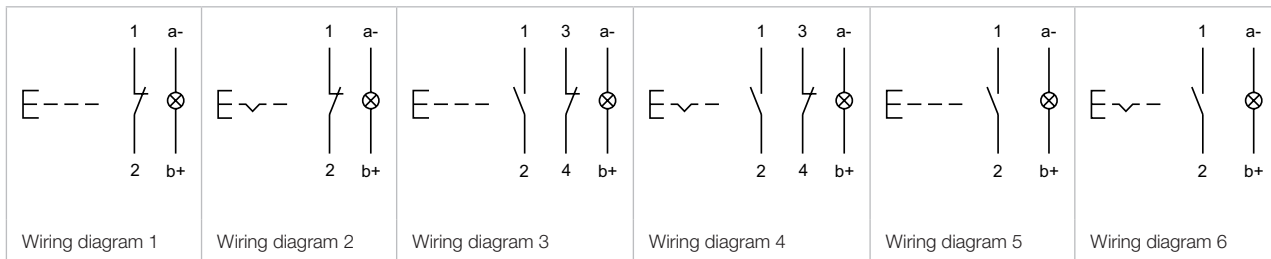 1 a-
2 b+
Wiring diagram 1
1 a-
2 b+
Wiring diagram 2
1 3 a-
2 4 b+
Wiring diagram 3
1 3 a-
2 4 b+
Wiring diagram 4
1 a-
2 b+
Wiring diagram 5
1 a-
2 b+
Wiring diagram 6